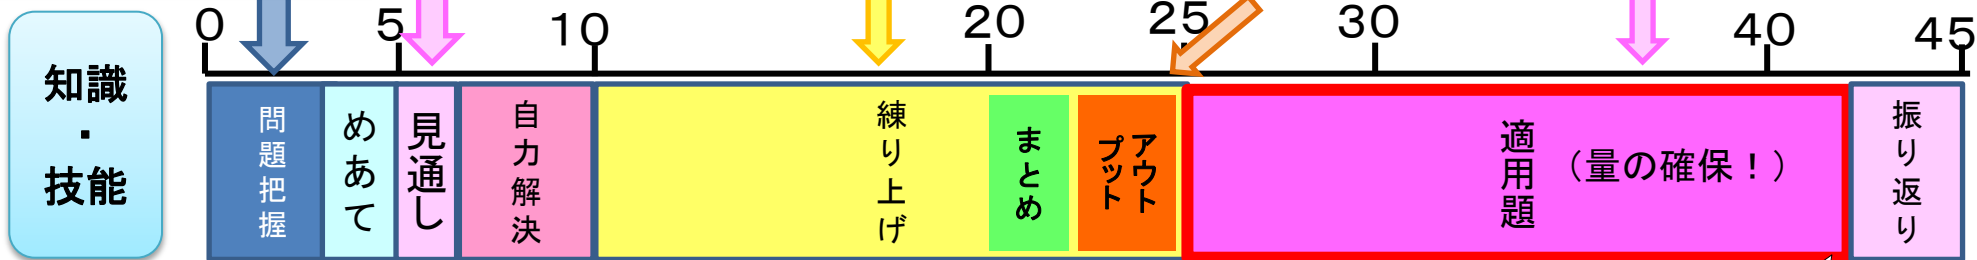 0 5 10 20 25 30 40 45
知識
・
技能
問題把握
めあて
見通し
自力解決
練り上げ
まとめ
アウト
プット
適用題
（量の確保！）
振り返り